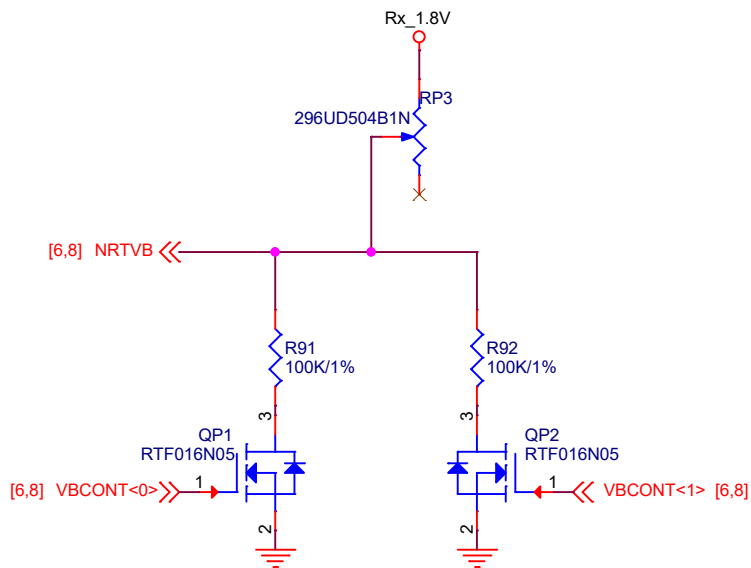 Rx_1.8V
RP3
296UD504B1N
[6,8] NRTVB
R91
100K/1%
R92
100K/1%
3
3
QP1
RTF016N05
QP2
RTF016N05
[6,8] VBCONT<0>
1
1
VBCONT<1> [6,8]
2
2